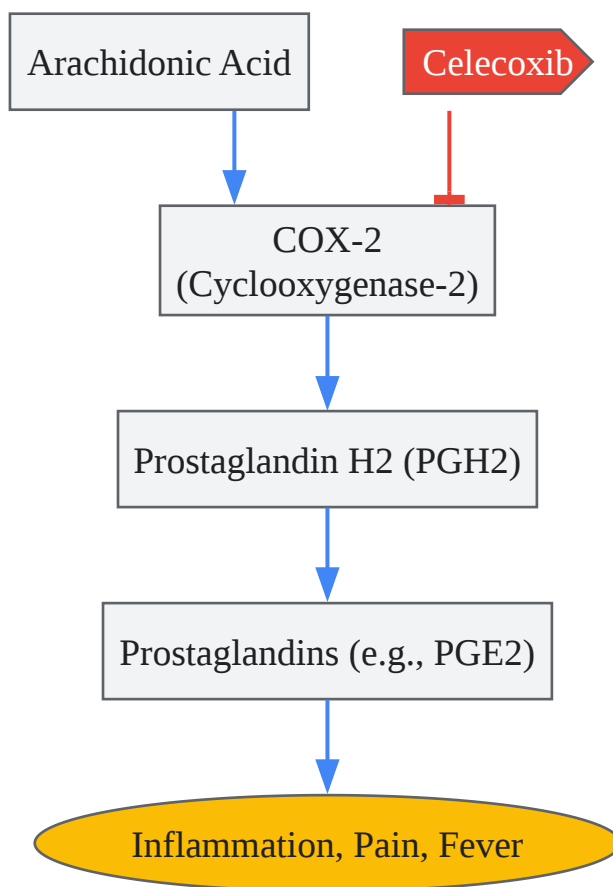 Arachidonic Acid
Celecoxib
COX-2
(Cyclooxygenase-2)
Prostaglandin H2 (PGH2)
Prostaglandins (e.g., PGE2)
Inflammation, Pain, Fever